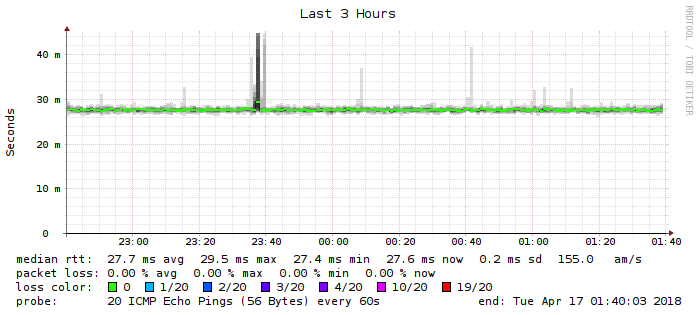 Last 3 Hours
RRDTOOL / TOBI OETIKER
Seconds
40 m
30 m
20 m
10 m
0
23:00 23:20 23:40 00:00 00:20 00:40 01:00 01:20 01:40
median rtt: 27.7 ms avg 29.5 ms max 27.4 ms min 27.6 ms now 0.2 ms sd 155.0 am/s
packet loss: 0.00 % avg 0.00 % max 0.00 % min 0.00 % now
loss color: 0 1/20 2/20 3/20 4/20 10/20 19/20
probe: 20 ICMP Echo Pings (56 Bytes) every 60s end: Tue Apr 17 01:40:03 2018